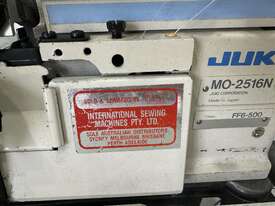 JUK
MO-2516N
JUKI CORPORATION
Made in Japan
FF6-500
SOLD & SERVICED BY
INTERNATIONAL SEWING
MACHINES PTY. LTD.
SOLE AUSTRALIAN DISTRIBUTORS
SYDNEY MELBOURNE BRISBANE
PERTH ADELAIDE